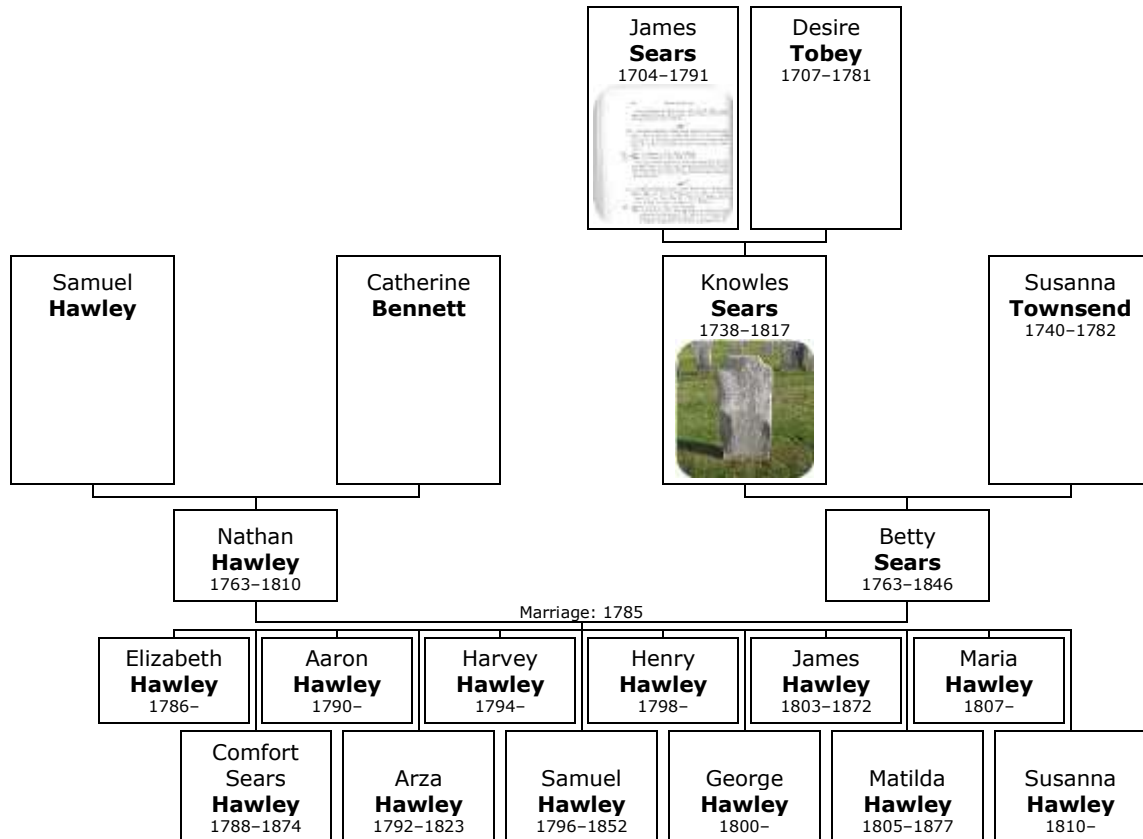 James
Sears
1704–1791
Desire
Tobey
1707–1781
Samuel
Hawley
Catherine
Bennett
Knowles
Sears
1738–1817
Susanna
Townsend
1740–1782
Nathan
Hawley
1763–1810
Betty
Sears
1763–1846
Marriage: 1785
Elizabeth
Hawley
1786–
Aaron
Hawley
1790–
Harvey
Hawley
1794–
Henry
Hawley
1798–
James
Hawley
1803–1872
Maria
Hawley
1807–
Comfort
Sears
Hawley
1788–1874
Arza
Hawley
1792–1823
Samuel
Hawley
1796–1852
George
Hawley
1800–
Matilda
Hawley
1805–1877
Susanna
Hawley
1810–